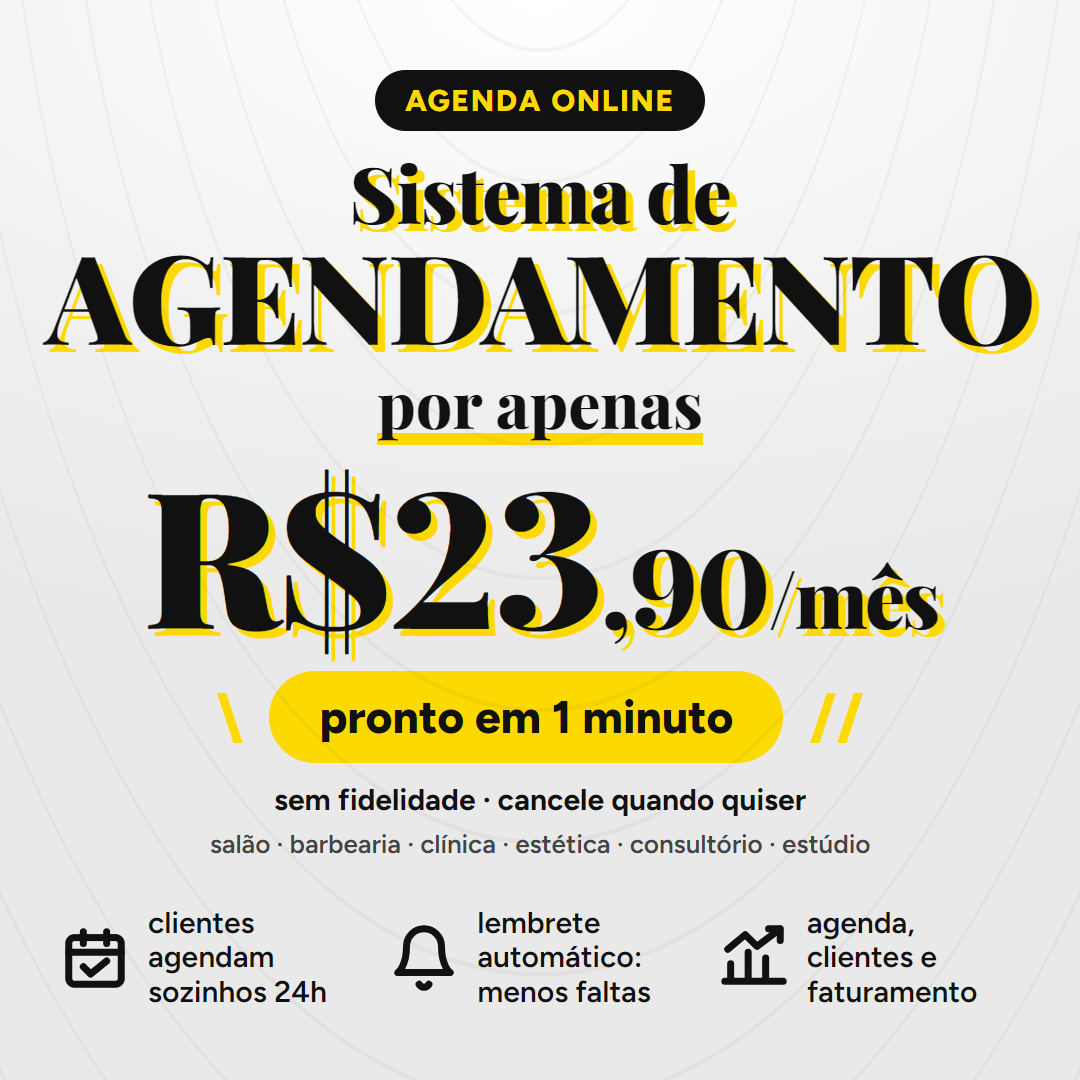 AGENDA ONLINE
Sistema de
AGENDAMENTO
por apenas
R$23,90/mês
\ pronto em 1 minuto //
sem fidelidade · cancele quando quiser
salão · barbearia · clínica · estética · consultório · estúdio
clientes
agendam
sozinhos 24h
lembrete
automático:
menos faltas
agenda,
clientes e
faturamento